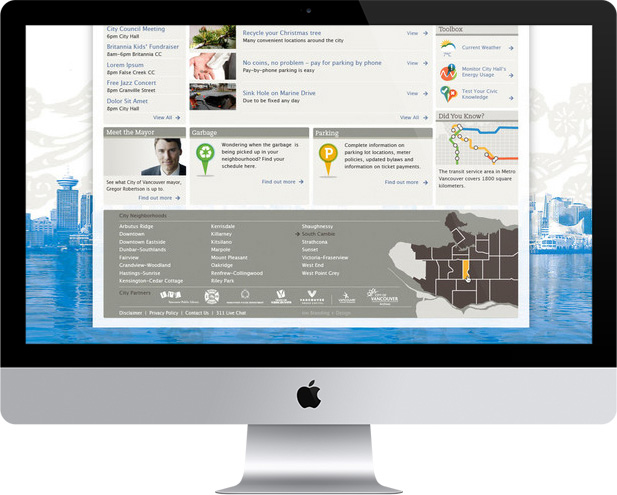 City Council Meeting
6pm City Hall
Britannia Kids' Fundraiser
8am–6pm Britannia CC
Lorem Ipsum
8pm False Creek CC
Free Jazz Concert
8pm Granville Street
Dolor Sit Amet
6pm City Hall
View All
Recycle your Christmas tree
Many convenient locations around the city
View
No coins, no problem – pay for parking by phone
Pay-by-phone parking is easy
View
Sink Hole on Marine Drive
Due to be fixed any day
View
View All
Toolbox
Current Weather
Monitor City Hall's
Energy Usage
Test Your Civic
Knowledge
Did You Know?
The transit service area in Metro
Vancouver covers 1,800 square
kilometers.
Meet the Mayor
See what City of Vancouver mayor,
Gregor Robertson is up to.
Find out more
Garbage
Wondering when the garbage is
being picked up in your
neighbourhood? Find your
schedule here.
Find out more
Parking
P
Complete information on
parking lot locations, meter
policies, updated bylaws and
information on ticket payments.
Find out more
City Neighborhoods
Arbutus Ridge
Downtown
Downtown Eastside
Dunbar–Southlands
Fairview
Grandview–Woodland
Hastings–Sunrise
Kensington–Cedar Cottage
Kerrisdale
Killarney
Kitsilano
Marpole
Mount Pleasant
Oakridge
Renfrew–Collingwood
Riley Park
Shaughnessy
South Cambie
Strathcona
Sunset
Victoria–Fraserview
West End
West Point Grey
City Partners
VANCOUVER
Disclaimer | Privacy Policy | Contact Us | 311 Live Chat